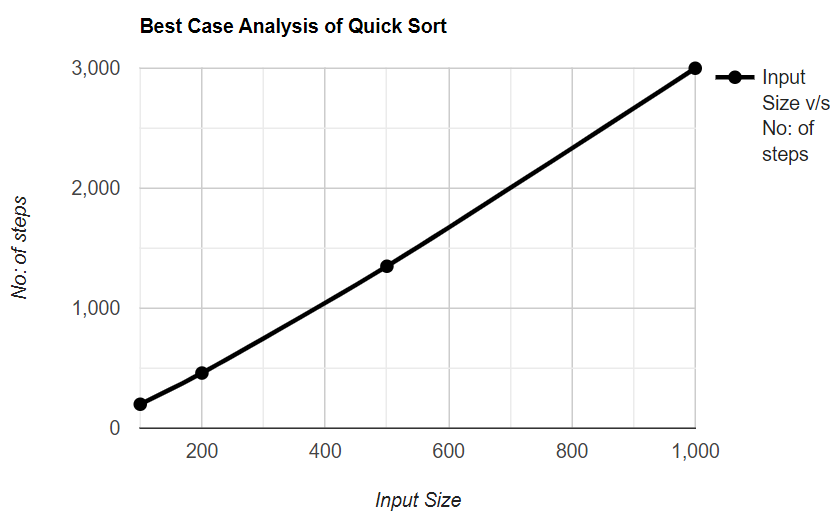 Best Case Analysis of Quick Sort
3,000
2,000
1,000
0
No: of steps
200
400
600
800
1,000
Input Size
Input
Size v/s
No: of
steps